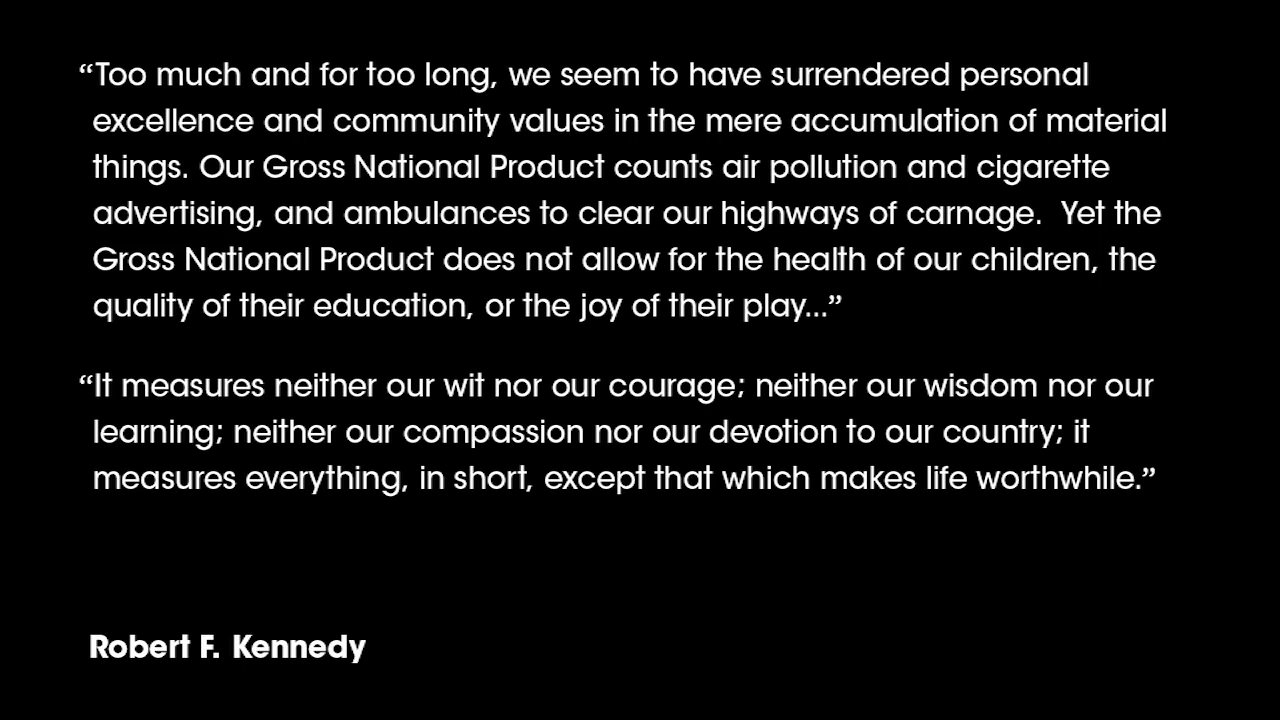 “Too much and for too long, we seem to have surrendered personal
excellence and community values in the mere accumulation of material
things. Our Gross National Product counts air pollution and cigarette
advertising, and ambulances to clear our highways of carnage.  Yet the
Gross National Product does not allow for the health of our children, the
quality of their education, or the joy of their play...”
“It measures neither our wit nor our courage; neither our wisdom nor our
learning; neither our compassion nor our devotion to our country; it
measures everything, in short, except that which makes life worthwhile.”
Robert F. Kennedy